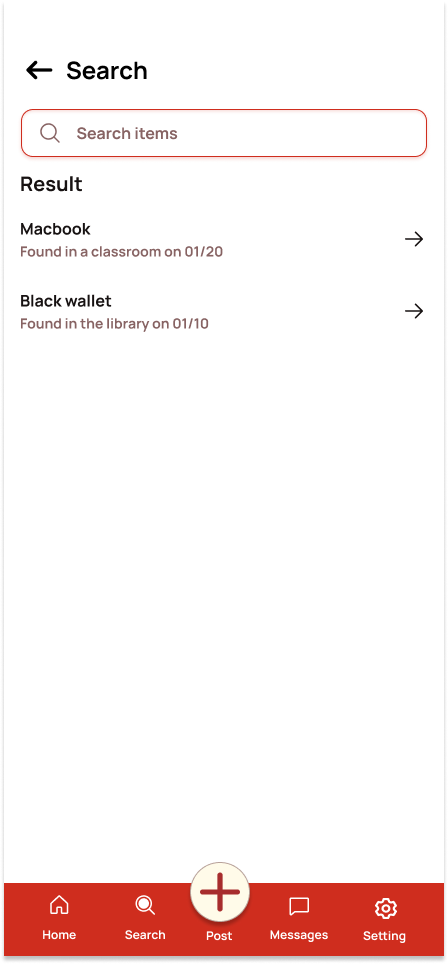 Search
Search items
Result
Macbook
Found in a classroom on 01/20
Black wallet
Found in the library on 01/10
Home
Search
Post
Messages
Setting